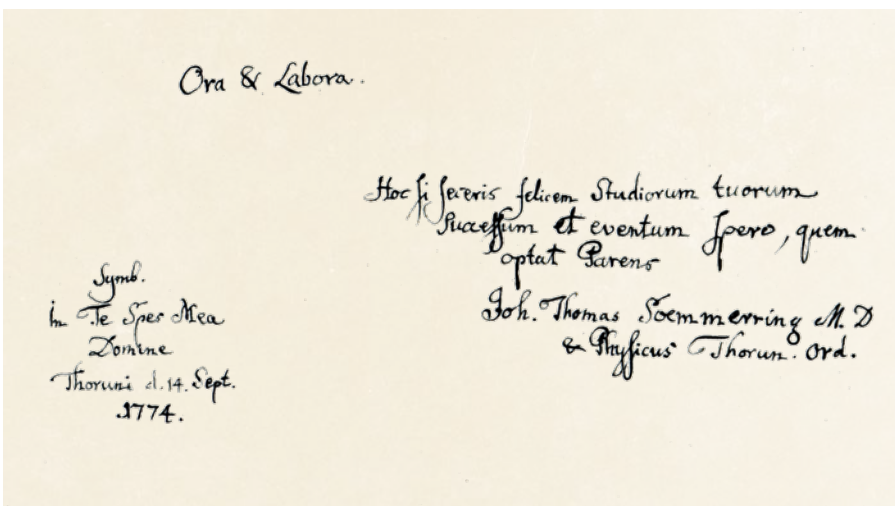 Ora & Labora.
Hoc si feceris felicem Studiorum tuorum
Successum et eventum spero, quem
optat Parens
Joh. Thomas Soemmerring M. D
& Physicus Thorun. ord.
Symb.
In Te Spes Mea
Domine
Thoruni d. 14. Sept.
1774.